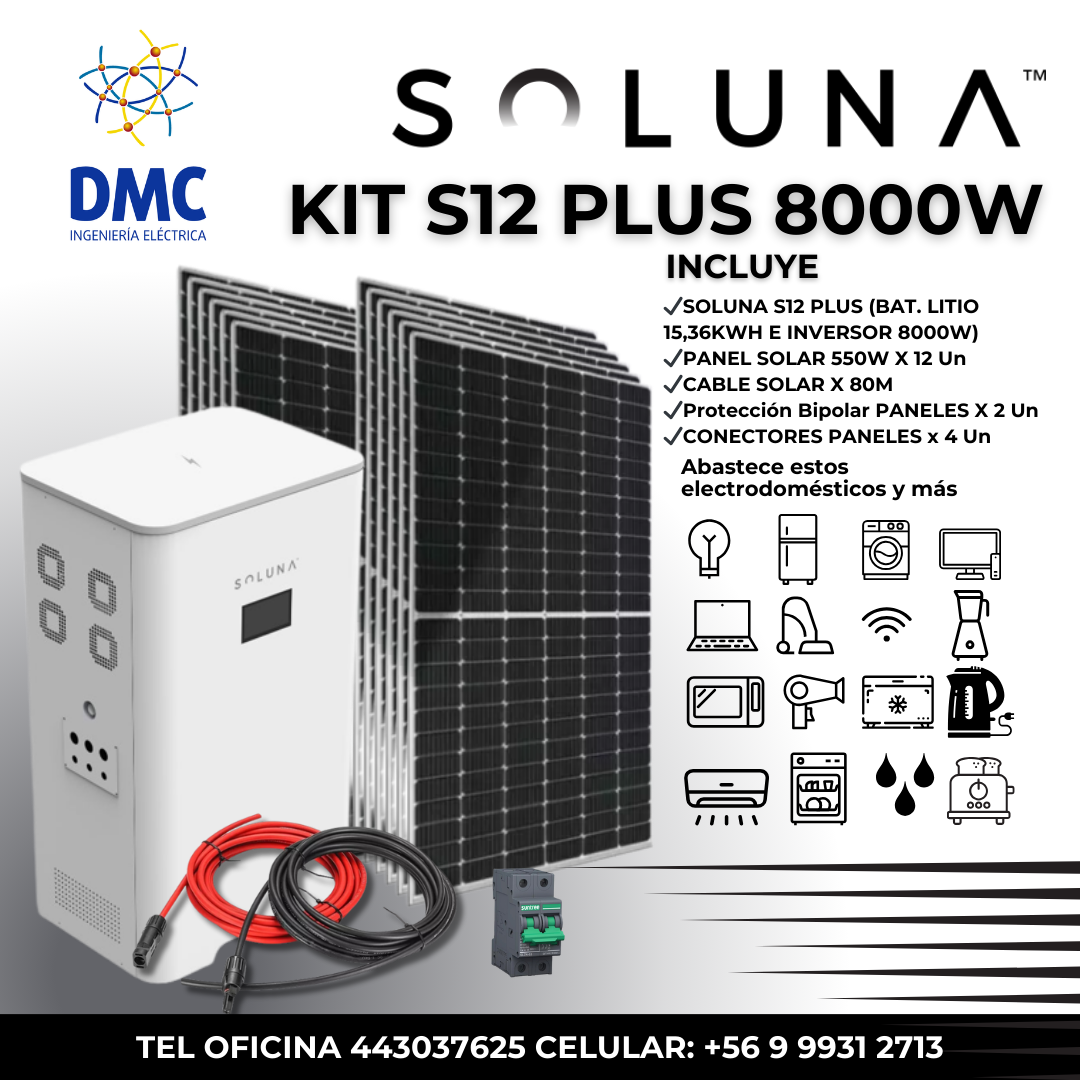 SOLUNA™
DMC
INGENIERÍA ELÉCTRICA
KIT S12 PLUS 8000W
INCLUYE
✓SOLUNA S12 PLUS (BAT. LITIO
15,36KWH E INVERSOR 8000W)
✓PANEL SOLAR 550W X 12 Un
✓CABLE SOLAR X 80M
✓Protección Bipolar PANELES X 2 Un
✓CONECTORES PANELES x 4 Un
Abastece estos
electrodomésticos y más
SOLUNA
suntree
TEL OFICINA 443037625 CELULAR: +56 9 9931 2713